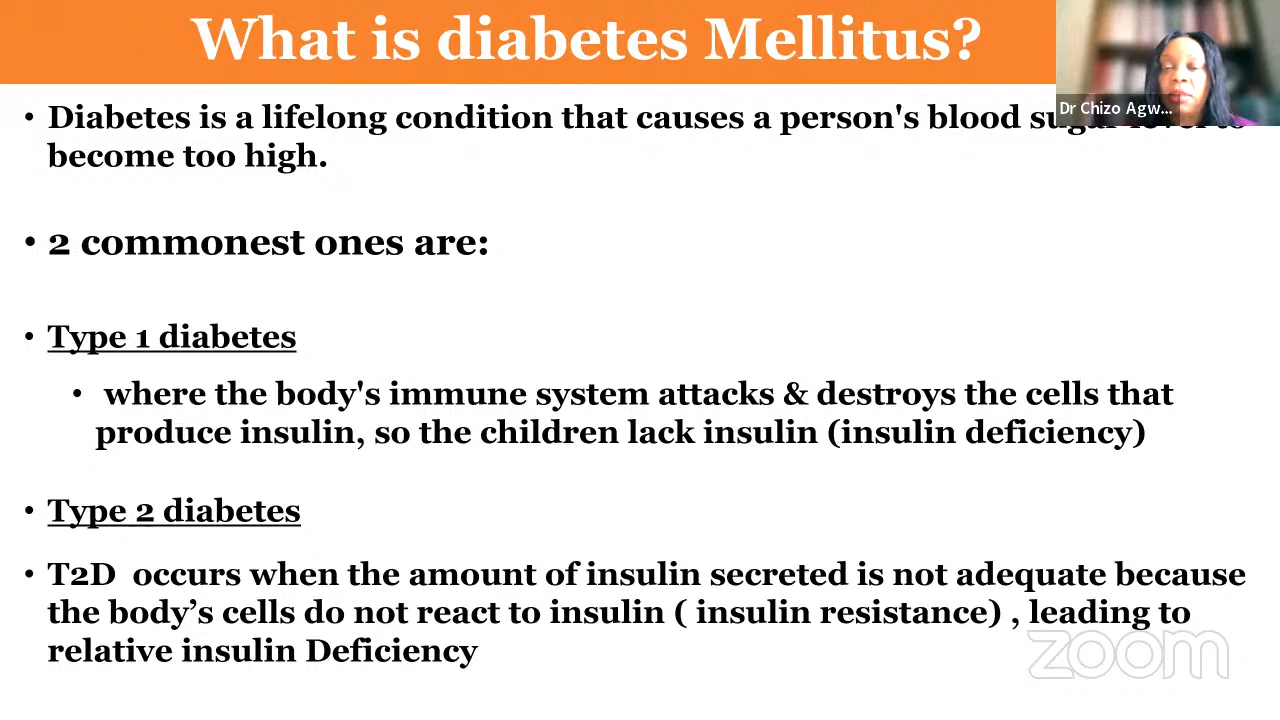 What is diabetes Mellitus?
Dr Chizo Agw...
• Diabetes is a lifelong condition that causes a person's blood sugar level to
become too high.
• 2 commonest ones are:
• Type 1 diabetes
• where the body's immune system attacks & destroys the cells that
produce insulin, so the children lack insulin (insulin deficiency)
• Type 2 diabetes
• T2D occurs when the amount of insulin secreted is not adequate because
the body’s cells do not react to insulin ( insulin resistance) , leading to
relative insulin Deficiency
zoom